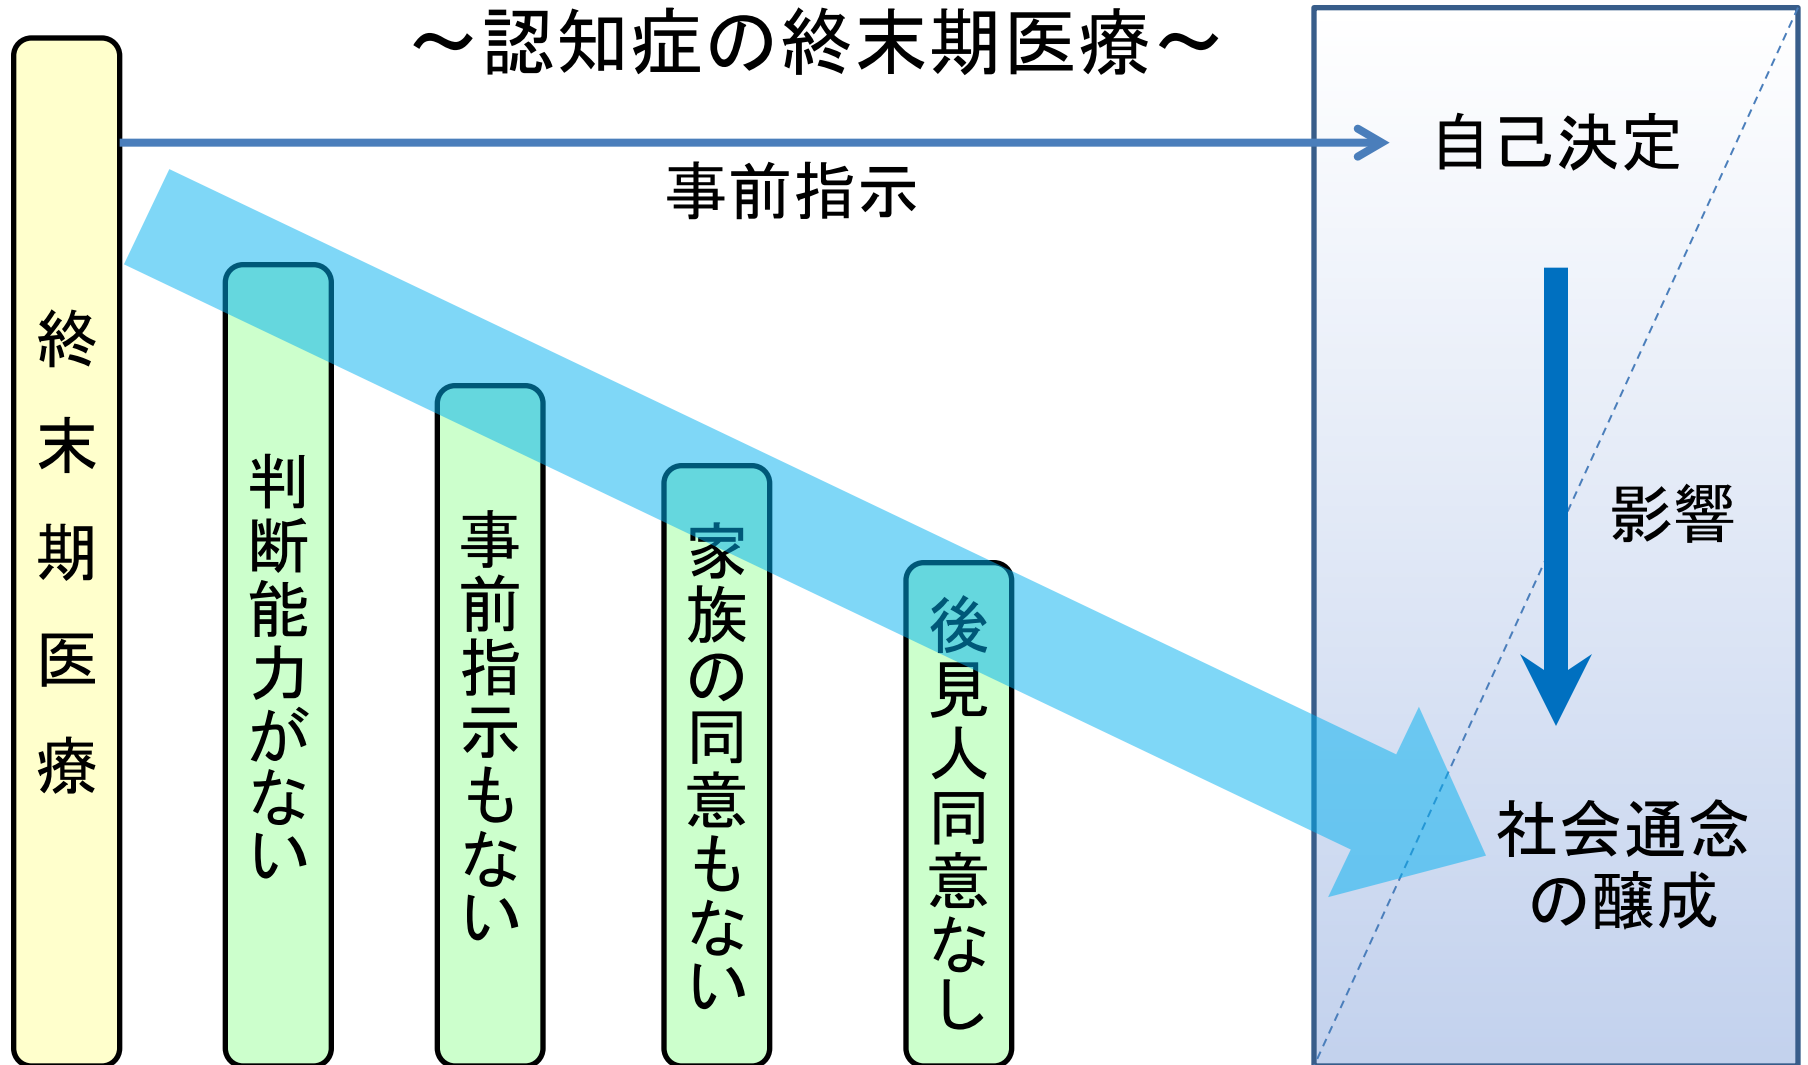 ～認知症の終末期医療～
自己決定
事前指示
終末期医療
判断能力がない
事前指示もない
家族の同意もない
後見人同意なし
影響
社会通念
の醸成